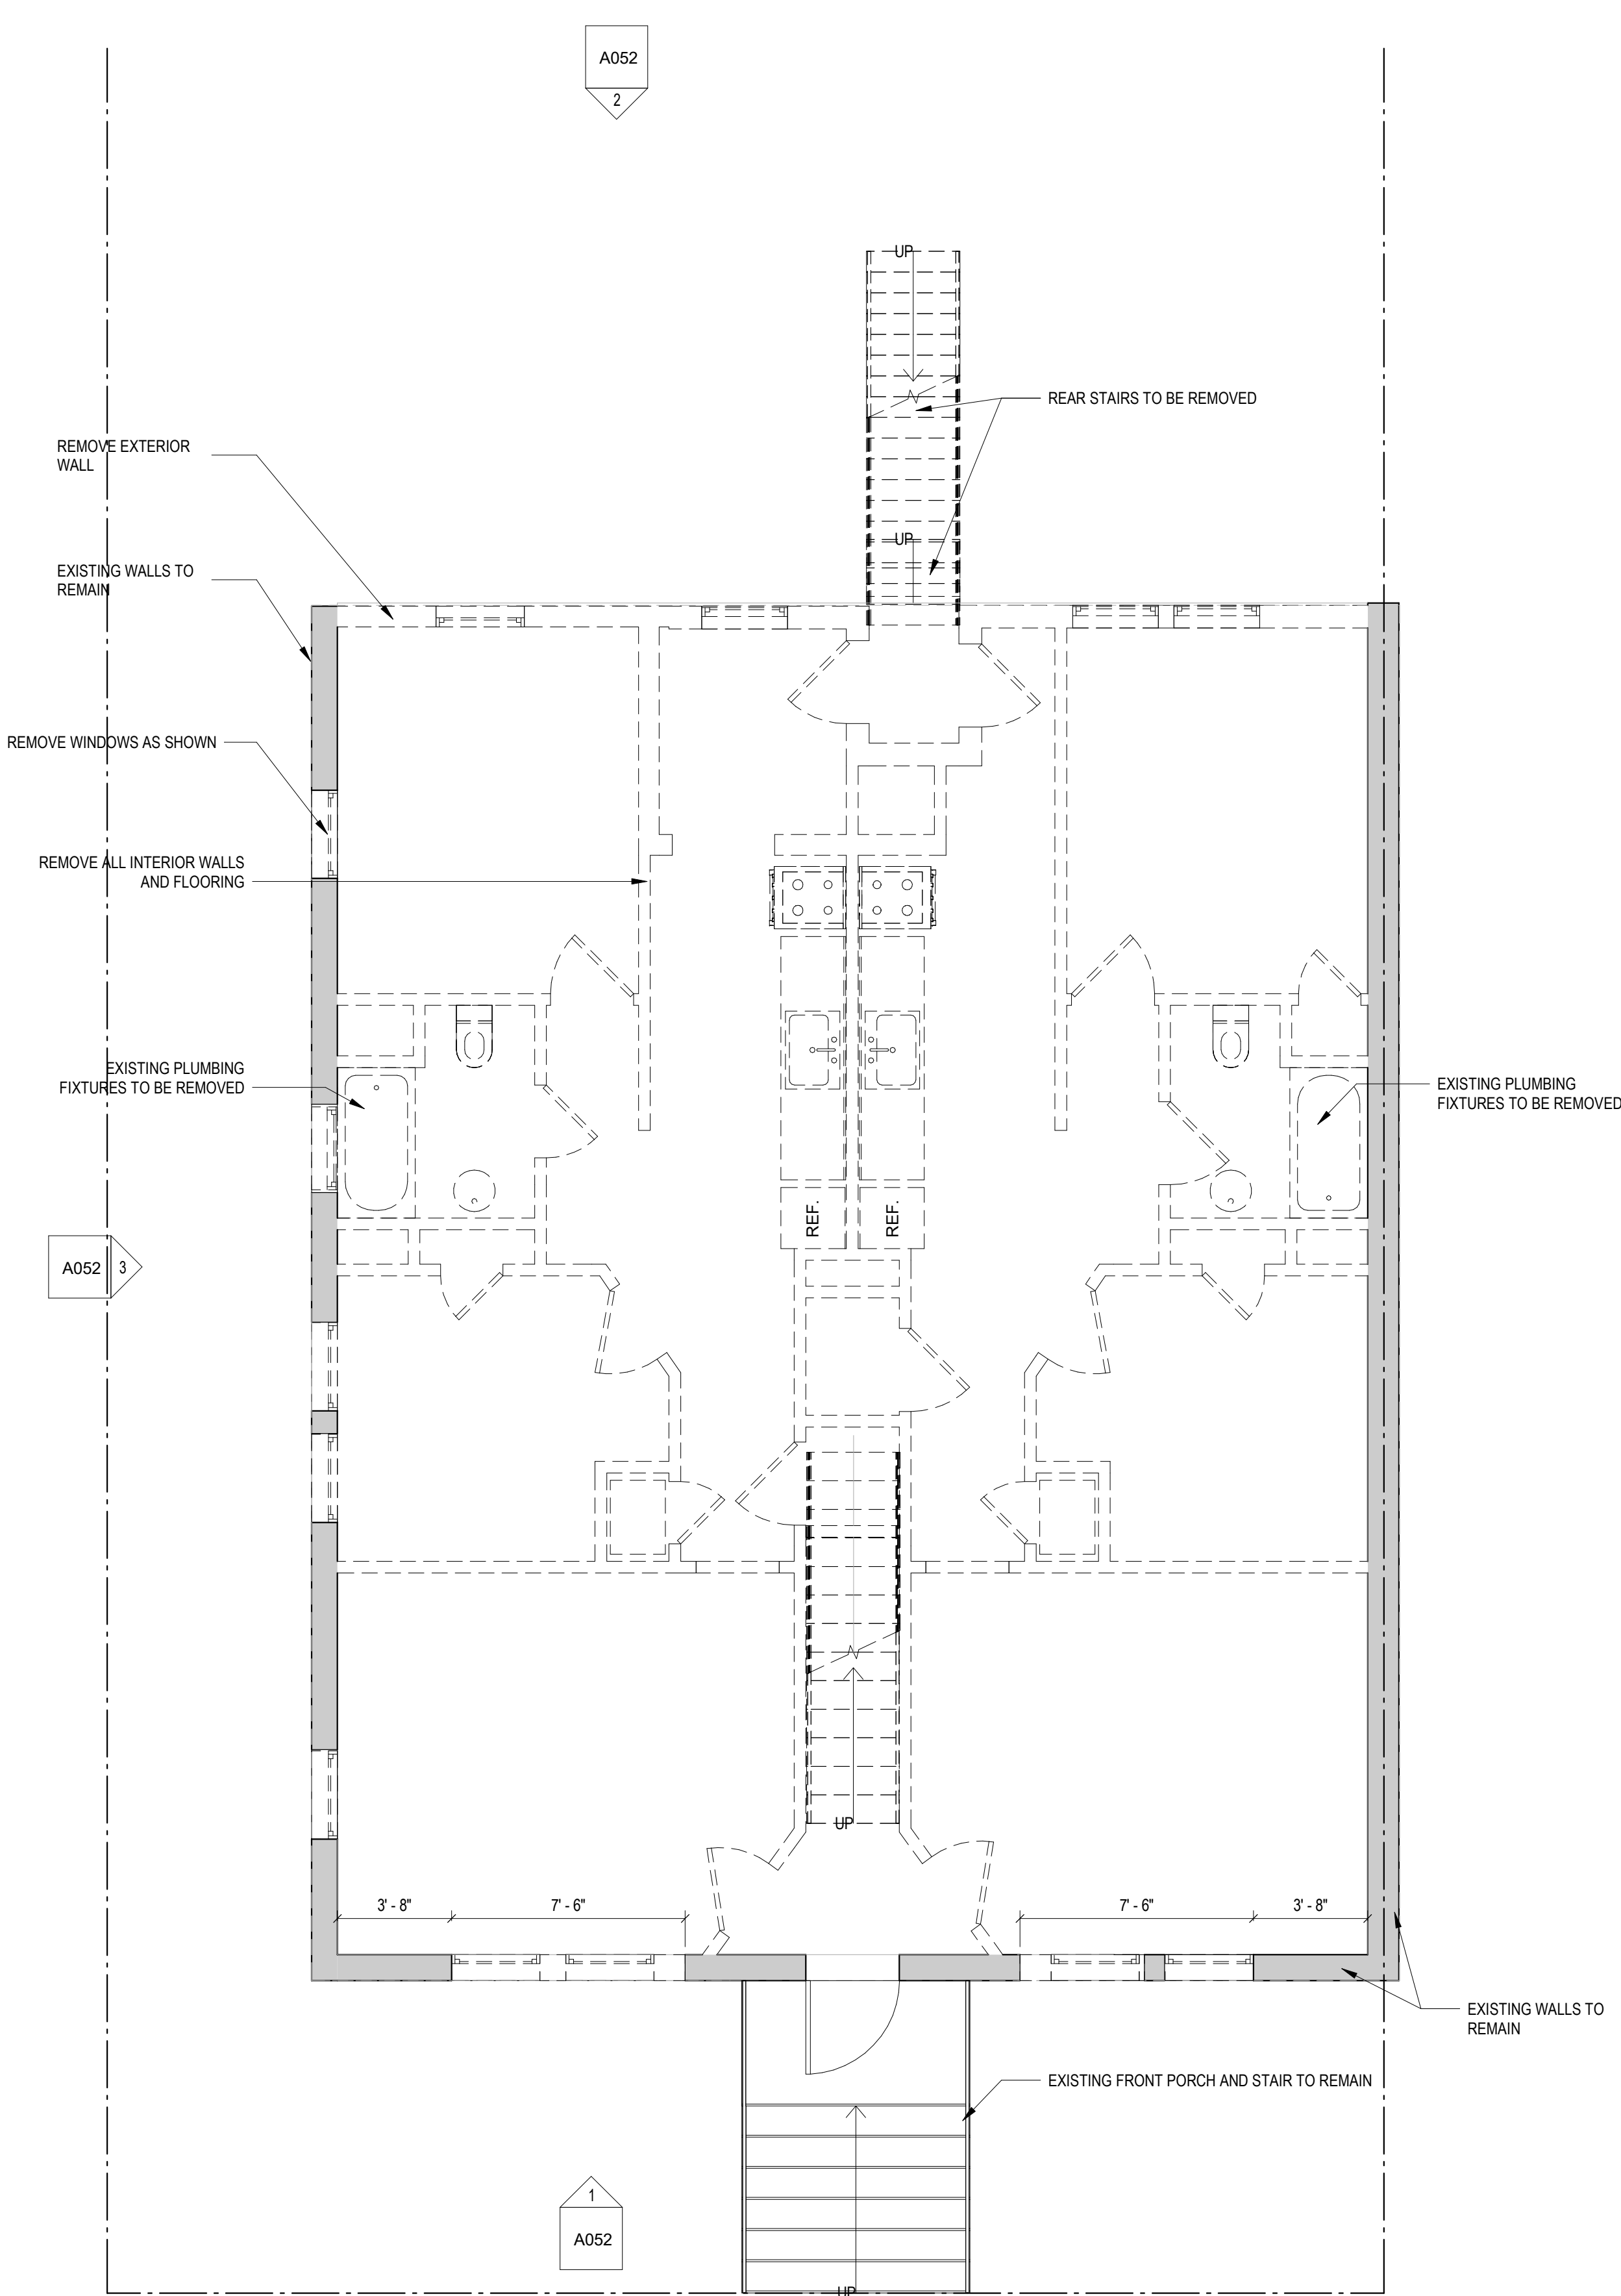 A052
2
UP
REAR STAIRS TO BE REMOVED
REMOVE EXTERIOR
WALL
UP
EXISTING WALLS TO
REMAIN
REMOVE WINDOWS AS SHOWN
REMOVE ALL INTERIOR WALLS
AND FLOORING
EXISTING PLUMBING
FIXTURES TO BE REMOVED
EXISTING PLUMBING
FIXTURES TO BE REMOVED
REF.
REF.
A052
3
UP
3' - 8"
7' - 6"
7' - 6"
3' - 8"
EXISTING WALLS TO
REMAIN
EXISTING FRONT PORCH AND STAIR TO REMAIN
1
A052
UP